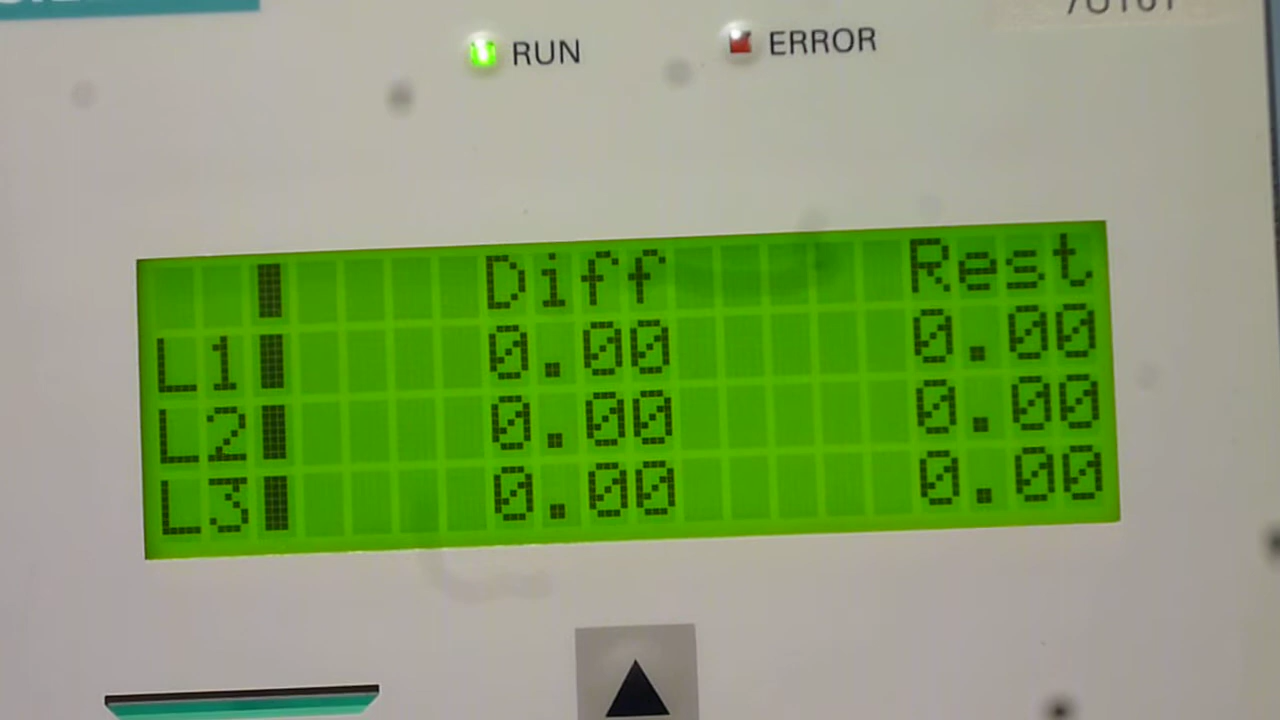 RUN ERROR
Diff Rest
L1 0.00 0.00
L2 0.00 0.00
L3 0.00 0.00